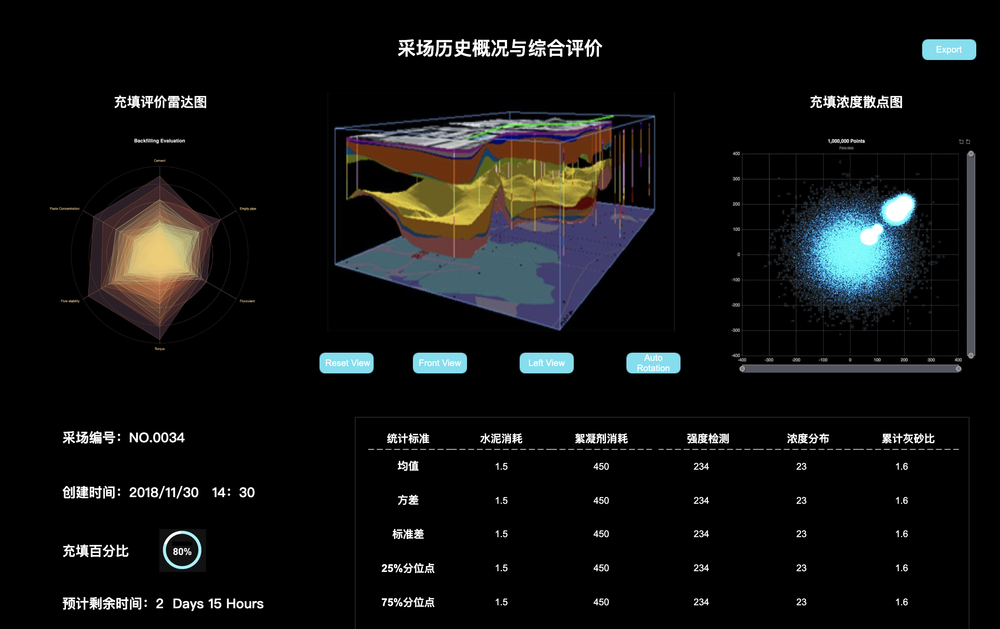 采场历史概况与综合评价
Export
充填评价雷达图
充填浓度散点图
Backfilling Evaluation
Cement
Paste Concentration
Empty pipe
Flow stability
Flucculant
Torque
1,000,000 Points
Fake data
400
300
200
100
0
-100
-200
-300
-400
-400 -300 -200 -100 0 100 200 300 400
Reset View
Front View
Left View
Auto
Rotation
采场编号：NO.0034
创建时间：2018/11/30 14：30
充填百分比
80%
预计剩余时间：2 Days 15 Hours
统计标准 水泥消耗 絮凝剂消耗 强度检测 浓度分布 累计灰砂比
均值 1.5 450 234 23 1.6
方差 1.5 450 234 23 1.6
标准差 1.5 450 234 23 1.6
25%分位点 1.5 450 234 23 1.6
75%分位点 1.5 450 234 23 1.6